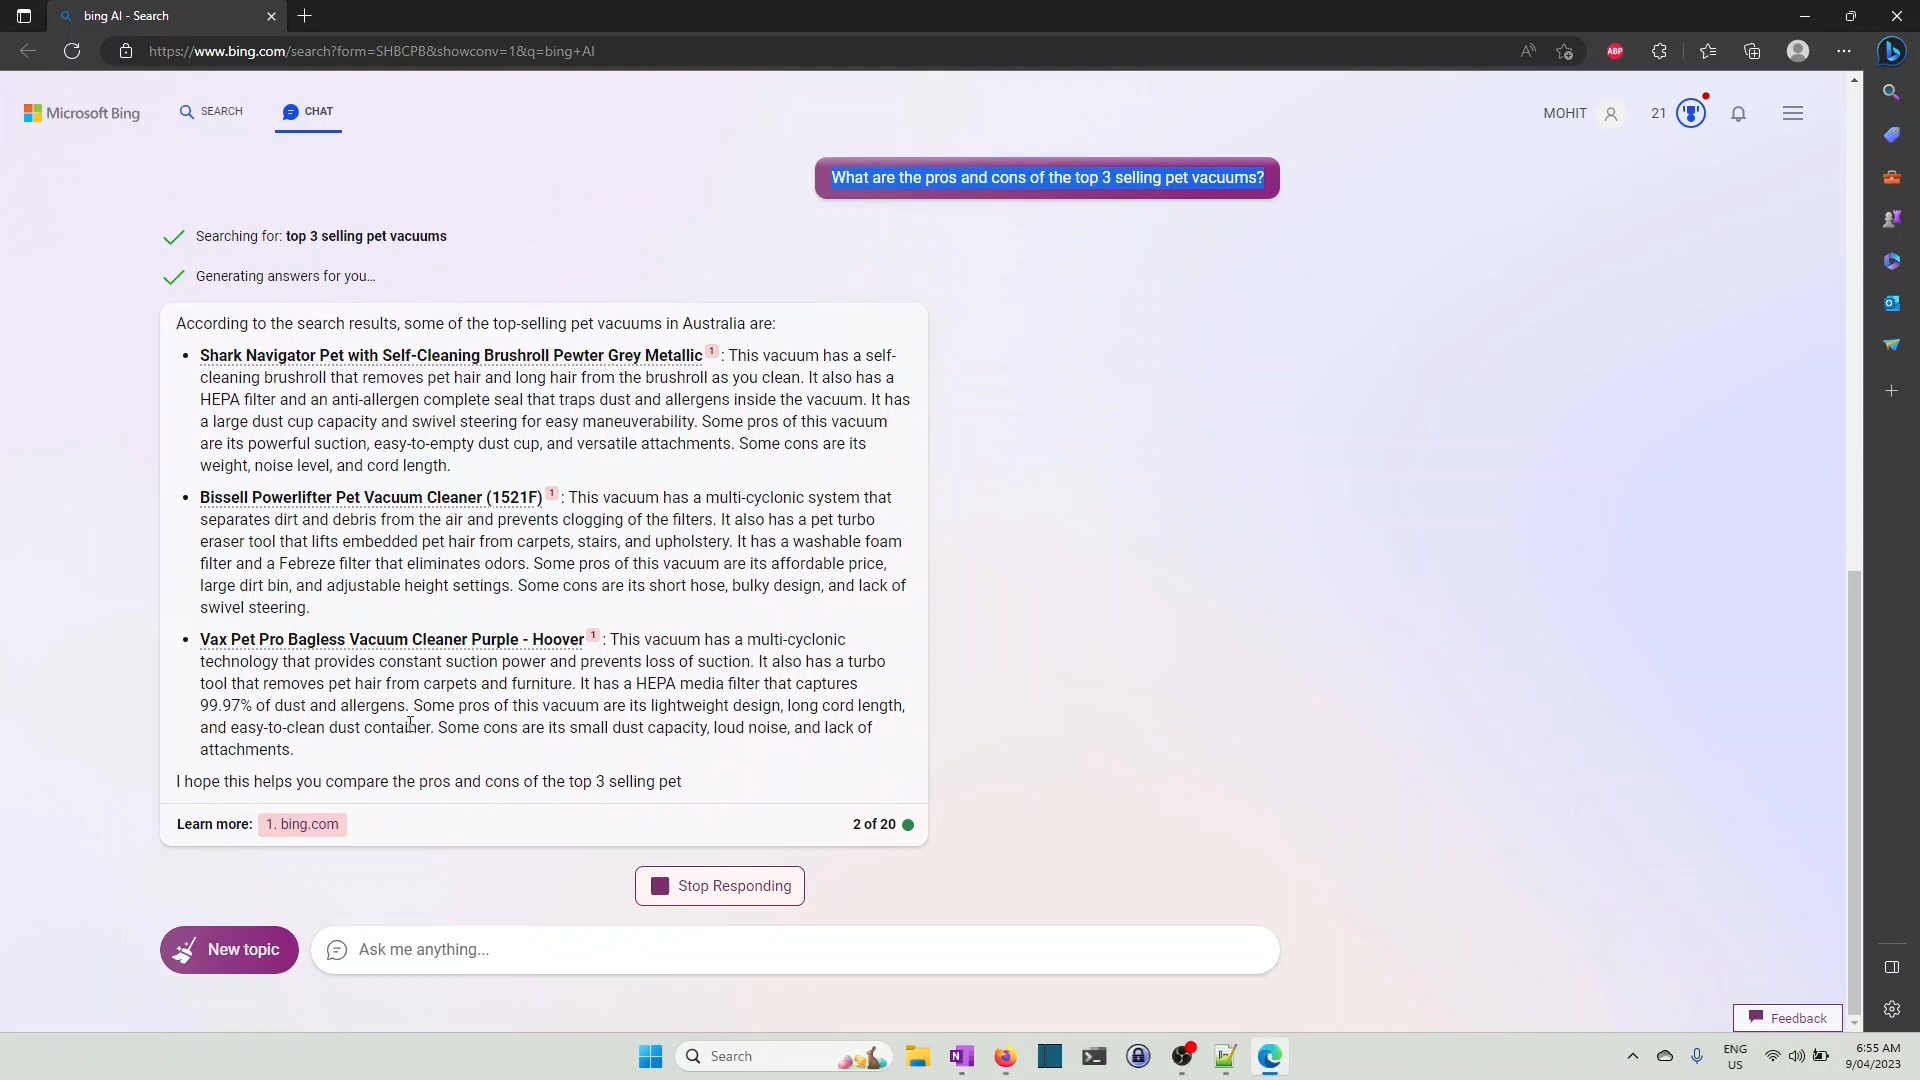 bing AI - Search
https://www.bing.com/search?form=SHBCPB&showconv=1&q=bing+AI
ABP
Microsoft Bing
SEARCH
CHAT
MOHIT
21
What are the pros and cons of the top 3 selling pet vacuums?
Searching for: top 3 selling pet vacuums
Generating answers for you...
According to the search results, some of the top-selling pet vacuums in Australia are:
• Shark Navigator Pet with Self-Cleaning Brushroll Pewter Grey Metallic 1 : This vacuum has a self-
cleaning brushroll that removes pet hair and long hair from the brushroll as you clean. It also has a
HEPA filter and an anti-allergen complete seal that traps dust and allergens inside the vacuum. It has
a large dust cup capacity and swivel steering for easy maneuverability. Some pros of this vacuum
are its powerful suction, easy-to-empty dust cup, and versatile attachments. Some cons are its
weight, noise level, and cord length.
• Bissell Powerlifter Pet Vacuum Cleaner (1521F) 1 : This vacuum has a multi-cyclonic system that
separates dirt and debris from the air and prevents clogging of the filters. It also has a pet turbo
eraser tool that lifts embedded pet hair from carpets, stairs, and upholstery. It has a washable foam
filter and a Febreze filter that eliminates odors. Some pros of this vacuum are its affordable price,
large dirt bin, and adjustable height settings. Some cons are its short hose, bulky design, and lack of
swivel steering.
• Vax Pet Pro Bagless Vacuum Cleaner Purple - Hoover 1 : This vacuum has a multi-cyclonic
technology that provides constant suction power and prevents loss of suction. It also has a turbo
tool that removes pet hair from carpets and furniture. It has a HEPA media filter that captures
99.97% of dust and allergens. Some pros of this vacuum are its lightweight design, long cord length,
and easy-to-clean dust container. Some cons are its small dust capacity, loud noise, and lack of
attachments.
I hope this helps you compare the pros and cons of the top 3 selling pet
Learn more: 1. bing.com
2 of 20
Stop Responding
New topic
Ask me anything...
Feedback
Search
ENG
US
6:55 AM
9/04/2023